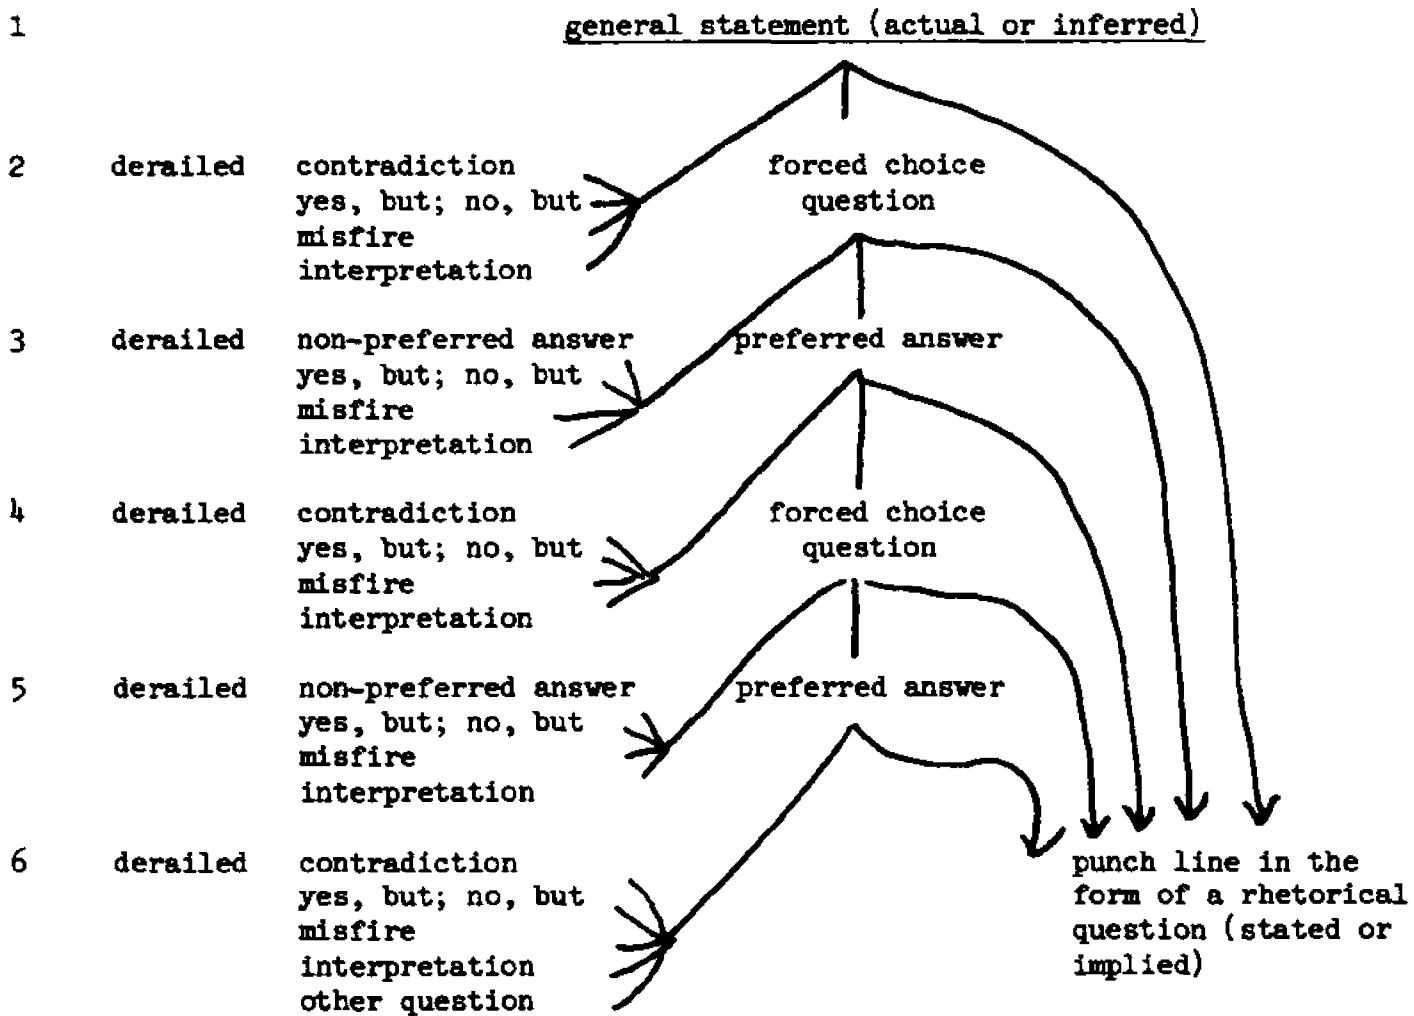 1 general statement (actual or inferred)
2 derailed contradiction forced choice
yes, but; no, but question
misfire
interpretation
3 derailed non-preferred answer preferred answer
yes, but; no, but
misfire
interpretation
4 derailed contradiction forced choice
yes, but; no, but question
misfire
interpretation
5 derailed non-preferred answer preferred answer
yes, but; no, but
misfire
interpretation
6 derailed contradiction punch line in the
yes, but; no, but form of a rhetorical
misfire question (stated or
interpretation implied)
other question